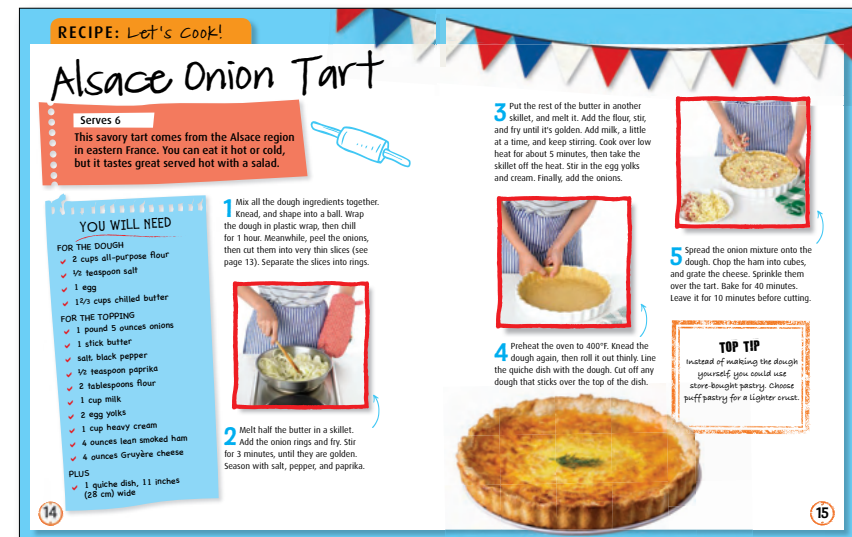 RECIPE: Let's Cook!
Alsace Onion Tart
Serves 6
This savory tart comes from the Alsace region
in eastern France. You can eat it hot or cold,
but it tastes great served hot with a salad.
YOU WILL NEED
FOR THE DOUGH
2 cups all-purpose flour
1/2 teaspoon salt
1 egg
1 2/3 cups chilled butter
FOR THE TOPPING
1 pound 5 ounces onions
1 stick butter
salt, black pepper
1/2 teaspoon paprika
2 tablespoons flour
1 cup milk
2 egg yolks
1 cup heavy cream
4 ounces lean smoked ham
4 ounces Gruyère cheese
PLUS
1 quiche dish, 11 inches
(28 cm) wide
1 Mix all the dough ingredients together.
Knead, and shape into a ball. Wrap
the dough in plastic wrap, then chill
for 1 hour. Meanwhile, peel the onions,
then cut them into very thin slices (see
page 13). Separate the slices into rings.
2 Melt half the butter in a skillet.
Add the onion rings and fry. Stir
for 3 minutes, until they are golden.
Season with salt, pepper, and paprika.
14
3 Put the rest of the butter in another
skillet, and melt it. Add the flour, stir,
and fry until it's golden. Add milk, a little
at a time, and keep stirring. Cook over low
heat for about 5 minutes, then take the
skillet off the heat. Stir in the egg yolks
and cream. Finally, add the onions.
4 Preheat the oven to 400°F. Knead the
dough again, then roll it out thinly. Line
the quiche dish with the dough. Cut off any
dough that sticks over the top of the dish.
5 Spread the onion mixture onto the
dough. Chop the ham into cubes,
and grate the cheese. Sprinkle them
over the tart. Bake for 40 minutes.
Leave it for 10 minutes before cutting.
TOP TIP
Instead of making the dough
yourself, you could use
store-bought pastry. Choose
puff pastry for a lighter crust.
15